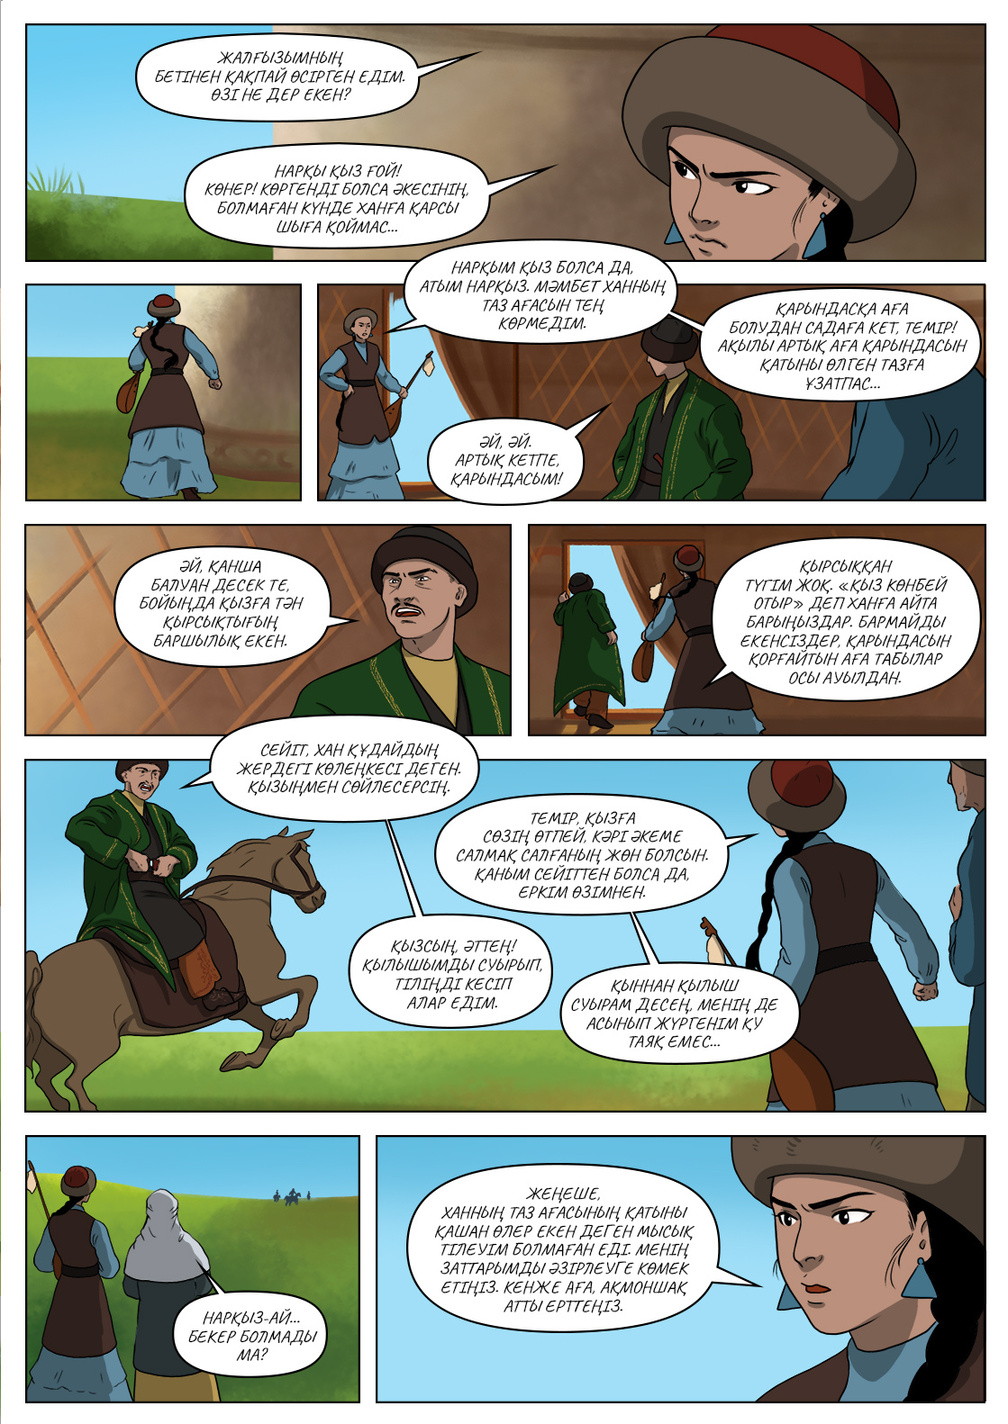 ЖАЛҒЫЗЫМНЫҢ
БЕТІНЕН ҚАҚПАЙ ӨСІРГЕН ЕДІМ.
ӨЗІ НЕ ДЕР ЕКЕН?
НАРҚЫ ҚЫЗ ҒОЙ!
КӨНЕР! КӨРГЕНДІ БОЛСА ӘКЕСІНІҢ,
БОЛМАҒАН КҮНДЕ ХАНҒА ҚАРСЫ
ШЫҒА ҚОЙМАС...
НАРҚЫМ ҚЫЗ БОЛСА ДА,
АТЫМ НАРҚЫЗ. МӘМБЕТ ХАННЫҢ
ТАЗ АҒАСЫН ТЕҢ
КӨРМЕДІМ.
ҚАРЫНДАСҚА АҒА
БОЛУДАН САДАҒА КЕТ, ТЕМІР!
АҚЫЛЫ АРТЫҚ АҒА ҚАРЫНДАСЫН
ҚАТЫНЫ ӨЛГЕН ТАЗҒА
ҰЗАТПАС...
ӘЙ, ӘЙ.
АРТЫҚ КЕТПЕ,
ҚАРЫНДАСЫМ!
ӘЙ, ҚАНША
БАЛУАН ДЕСЕК ТЕ,
БОЙЫҢДА ҚЫЗҒА ТӘН
ҚЫРСЫҚТЫҒЫҢ
БАРШЫЛЫҚ ЕКЕН.
ҚЫРСЫҚҚАН
ТҮГІМ ЖОҚ. «ҚЫЗ КӨНБЕЙ
ОТЫР» ДЕП ХАНҒА АЙТА
БАРЫҢЫЗДАР. БАРМАЙДЫ
ЕКЕНСІЗДЕР, ҚАРЫНДАСЫН
ҚОРҒАЙТЫН АҒА ТАБЫЛАР
ОСЫ АУЫЛДАН.
СЕЙІТ, ХАН ҚҰДАЙДЫҢ
ЖЕРДЕГІ КӨЛЕҢКЕСІ ДЕГЕН.
ҚЫЗЫҢМЕН СӨЙЛЕСЕРСІҢ.
ТЕМІР, ҚЫЗҒА
СӨЗІҢ ӨТПЕЙ, КӘРІ ӘКЕМЕ
САЛМАҚ САЛҒАНЫҢ ЖӨН БОЛСЫН.
ҚАНЫМ СЕЙІТТЕН БОЛСА ДА,
ЕРКІМ ӨЗІМНЕН.
ҚЫЗСЫҢ, ӘТТЕҢ!
ҚЫЛЫШЫМДЫ СУЫРЫП,
ТІЛІҢДІ КЕСІП
АЛАР ЕДІМ.
ҚЫННАН ҚЫЛЫШ
СУЫРАМ ДЕСЕҢ, МЕНІҢ ДЕ
АСЫНЫП ЖҮРГЕНІМ ҚУ
ТАЯҚ ЕМЕС...
НАРҚЫЗ-АЙ...
БЕКЕР БОЛМАДЫ
МА?
ЖЕҢЕШЕ,
ХАННЫҢ ТАЗ АҒАСЫНЫҢ ҚАТЫНЫ
ҚАШАН ӨЛЕР ЕКЕН ДЕГЕН МЫСЫҚ
ТІЛЕУІМ БОЛМАҒАН ЕДІ. МЕНІҢ
ЗАТТАРЫМДЫ ӘЗІРЛЕУГЕ КӨМЕК
ЕТІҢІЗ. КЕНЖЕ АҒА, АҚМОНШАҚ
АТТЫ ЕРТТЕҢІЗ.